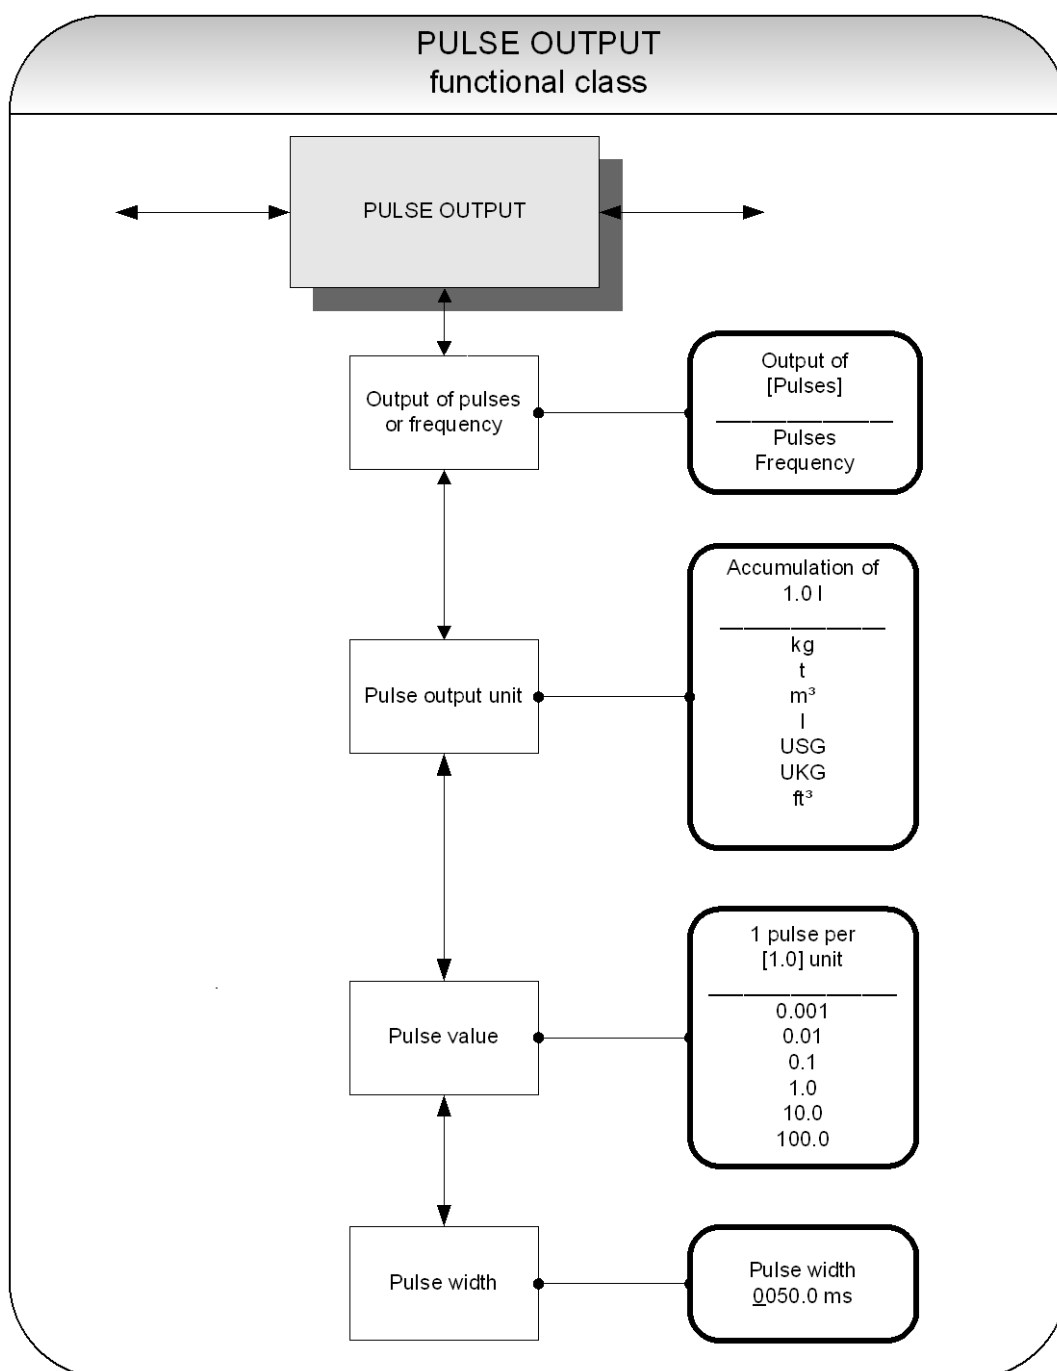 PULSE OUTPUT
functional class
PULSE OUTPUT
Output of pulses
or frequency
Output of
[Pulses]
Pulses
Frequency
Pulse output unit
Accumulation of
1.0 l
kg
t
m³
l
USG
UKG
ft³
Pulse value
1 pulse per
[1.0] unit
0.001
0.01
0.1
1.0
10.0
100.0
Pulse width
Pulse width
0050.0 ms